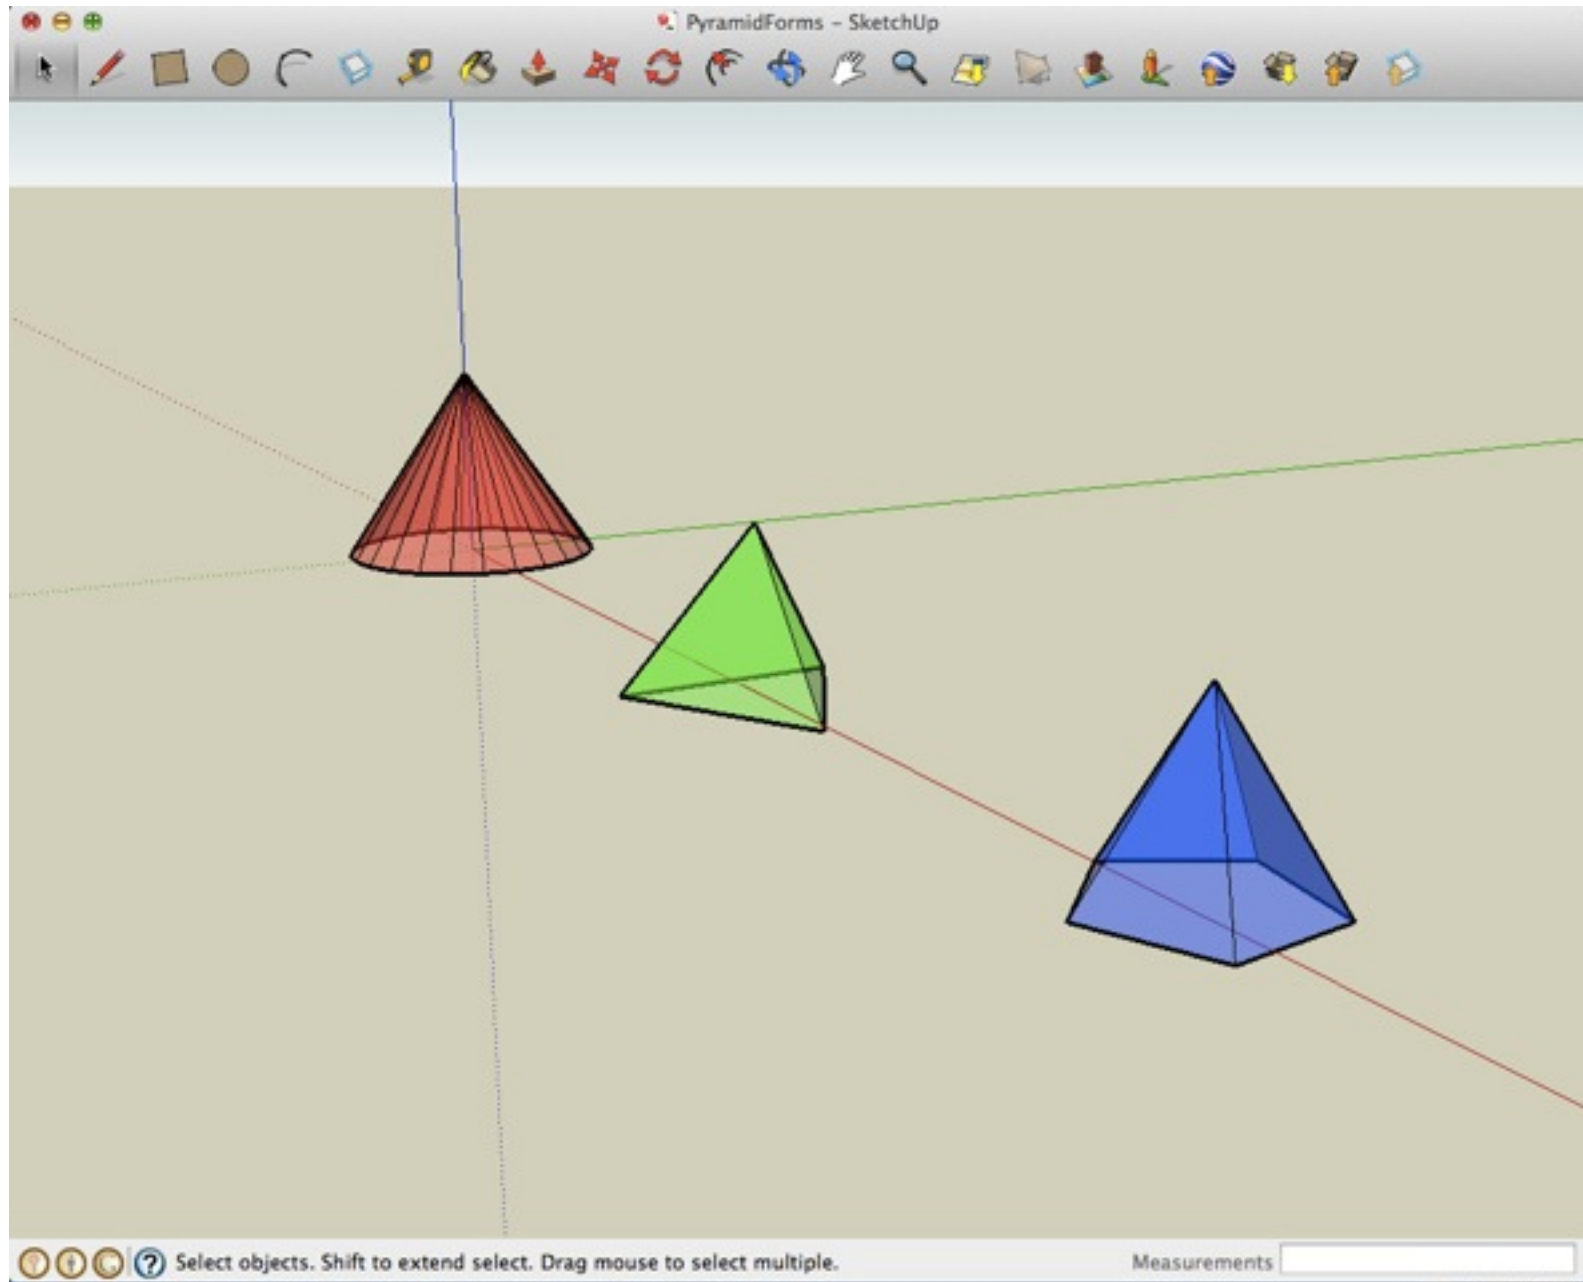 PyramidForms – SketchUp
Select objects. Shift to extend select. Drag mouse to select multiple.
Measurements